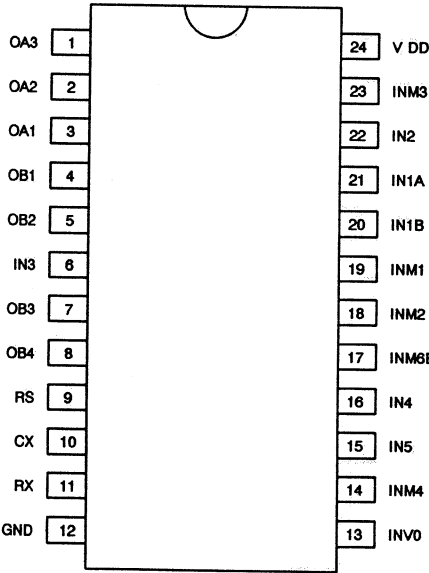 OA3 1 24 V DD
OA2 2 23 INM3
OA1 3 22 IN2
OB1 4 21 IN1A
OB2 5 20 IN1B
IN3 6 19 INM1
OB3 7 18 INM2
OB4 8 17 INM6
RS 9 16 IN4
CX 10 15 IN5
RX 11 14 INM4
GND 12 13 INV0